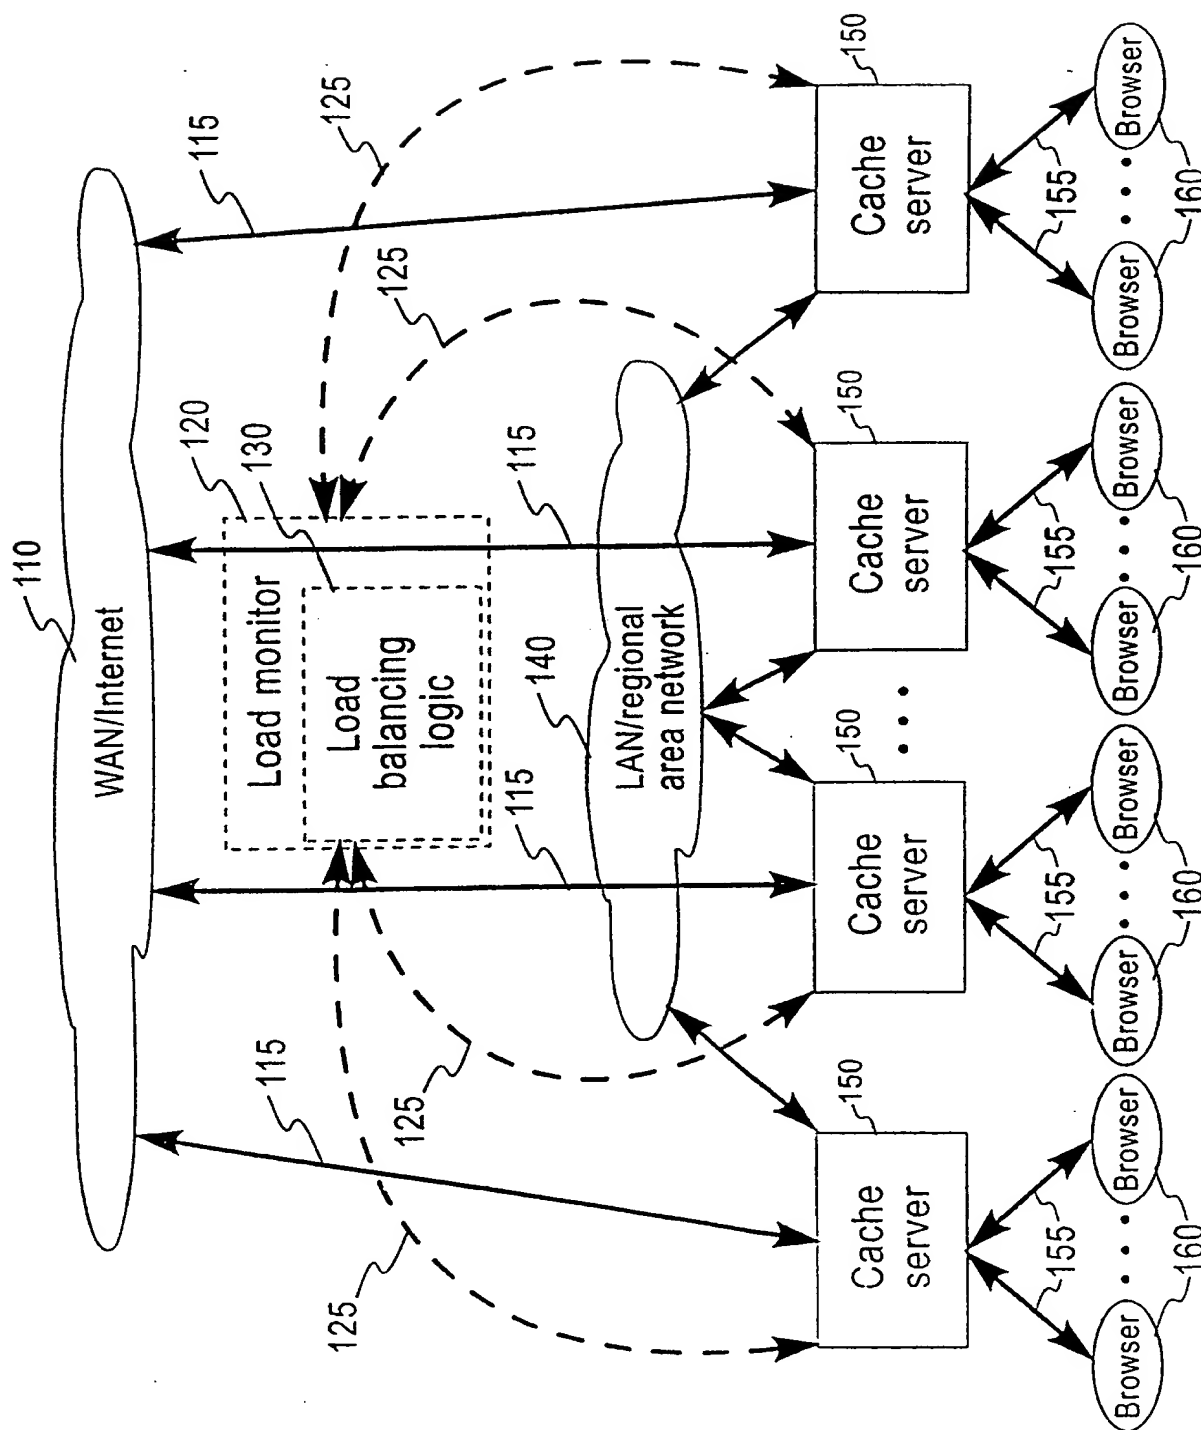 110
WAN/Internet
115
125
120
130
125
115
Load monitor
Load
balancing
logic
115
140
LAN/regional
area network
115
125
125
150
Cache
server
150
Cache
server
150
Cache
server
150
Cache
server
155
155
155
155
Browser
Browser
Browser
Browser
Browser
Browser
Browser
Browser
160
160
160
160